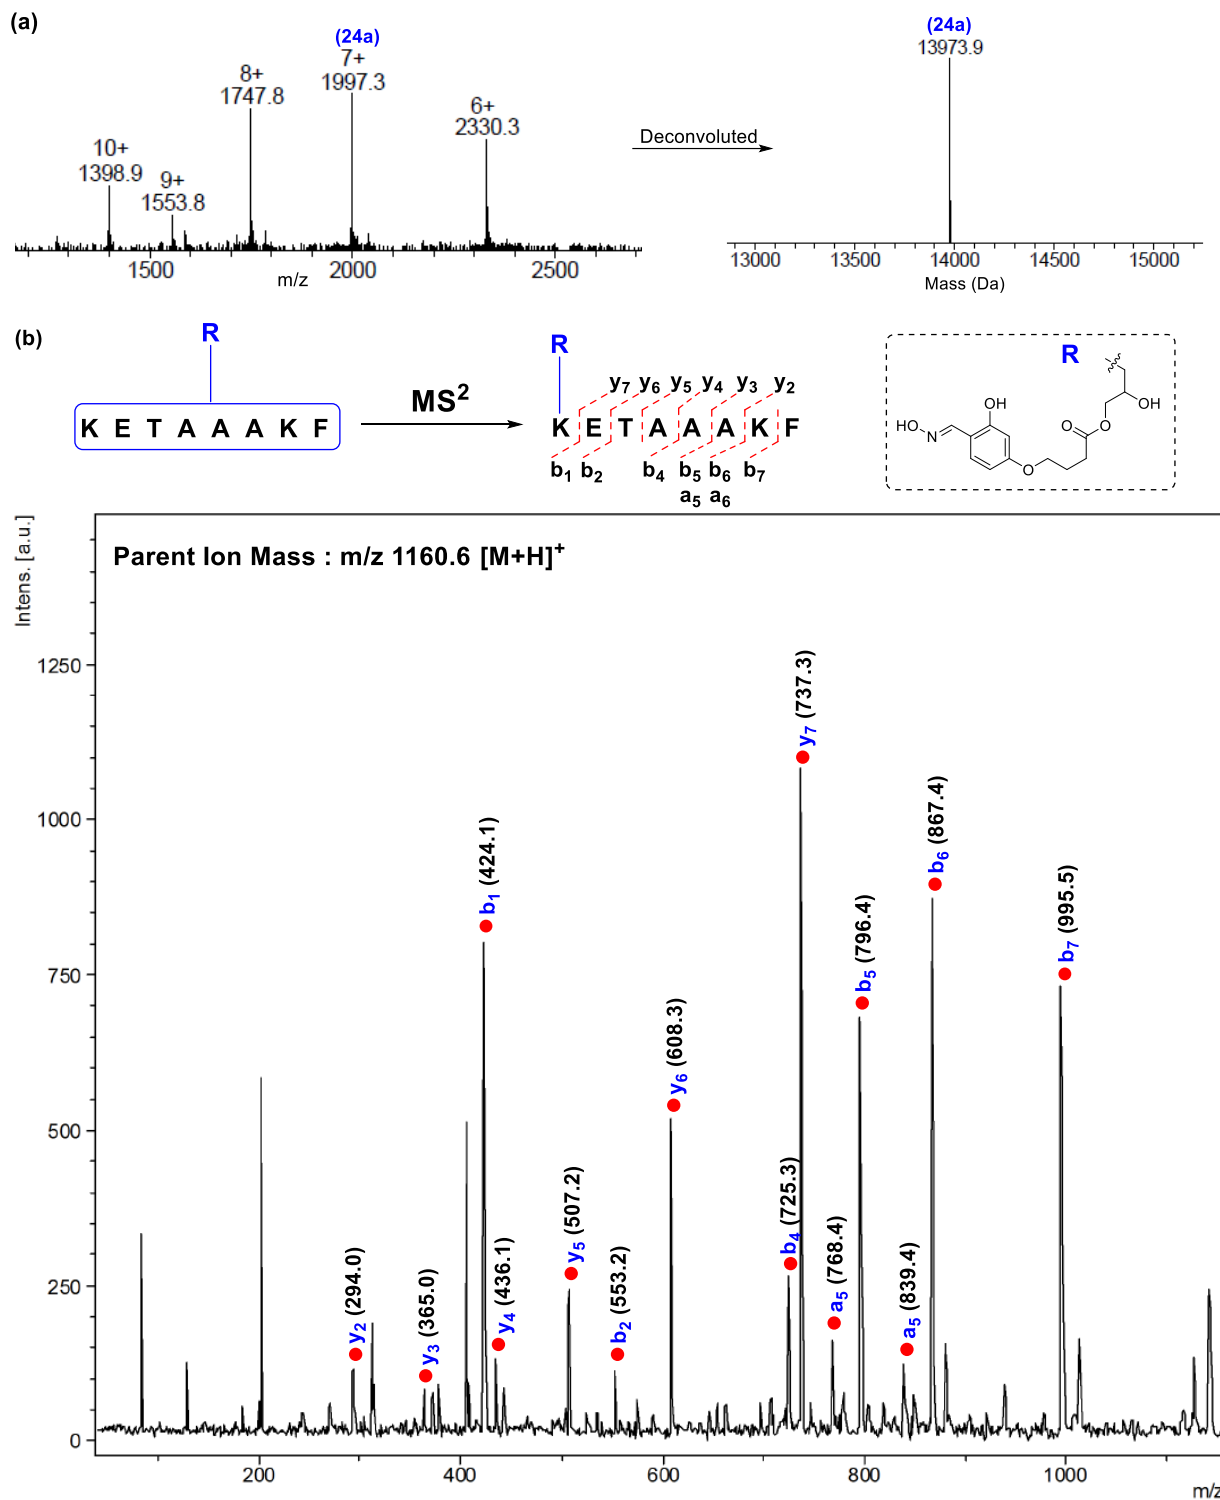 (a)
(24a)
7+
1997.3
8+
1747.8
6+
2330.3
10+
1398.9
9+
1553.8
1500
2000
2500
m/z
Deconvoluted
(24a)
13973.9
13000
13500
14000
14500
15000
Mass (Da)
(b)
R
K E T A A A K F
MS²
R
y₇ y₆ y₅ y₄ y₃ y₂
K E T A A A K F
b₁ b₂ b₄ b₅ b₆ b₇
a₅ a₆
R
OH
HO
N
O
O
O
OH
Intens. [a.u.]
Parent Ion Mass : m/z 1160.6 [M+H]⁺
1250
1000
750
500
250
0
y₂ (294.0)
y₃ (365.0)
b₁ (424.1)
y₄ (436.1)
y₅ (507.2)
b₂ (553.2)
y₆ (608.3)
b₄ (725.3)
y₇ (737.3)
a₅ (768.4)
b₅ (796.4)
a₅ (839.4)
b₆ (867.4)
b₇ (995.5)
200
400
600
800
1000
m/z